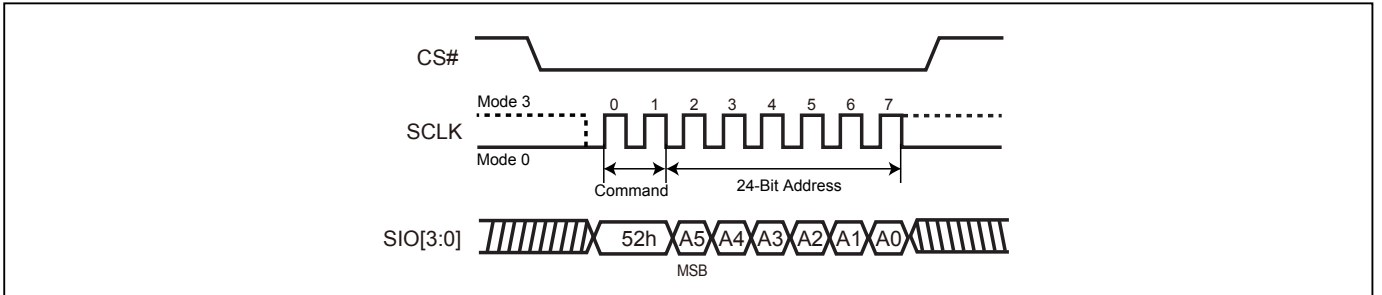 CS#
Mode 3
0 1 2 3 4 5 6 7
SCLK
Mode 0
Command
24-Bit Address
SIO[3:0]
52h A5 A4 A3 A2 A1 A0
MSB